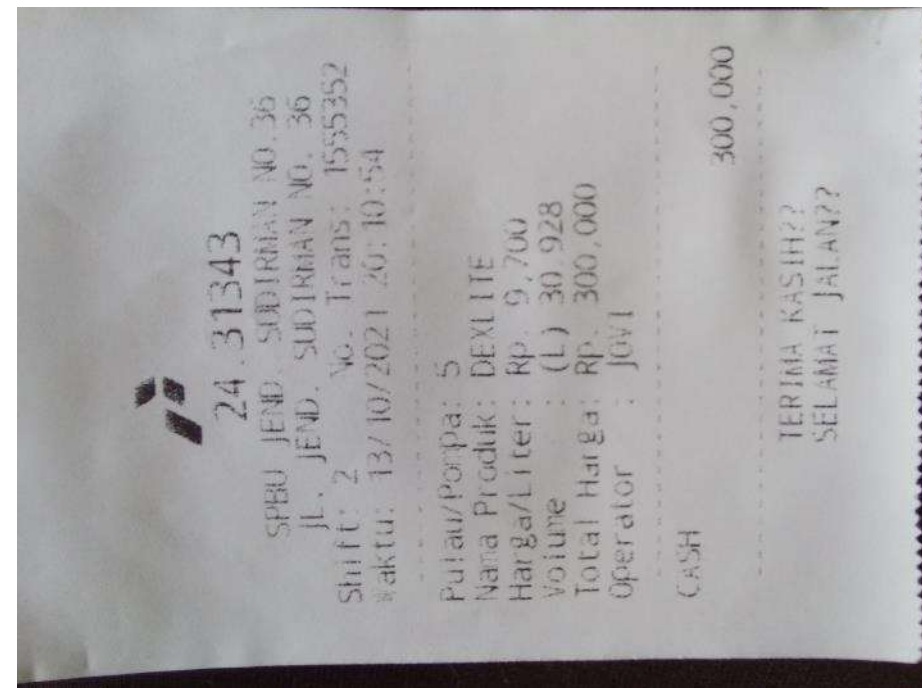 24.31343
SPBU JEND. SUDIRMAN NO.36
JL. JEND. SUDIRMAN NO. 36
Shift: 2 No. Trans: 1555352
Waktu: 13/10/2021 20:10:54
Pulau/Pompa: 5
Nama Produk: DEXLITE
Harga/Liter: Rp. 9,700
Volume : (L) 30.928
Total Harga: Rp. 300,000
Operator : JOVI
CASH 300,000
TERIMA KASIH??
SELAMAT JALAN??